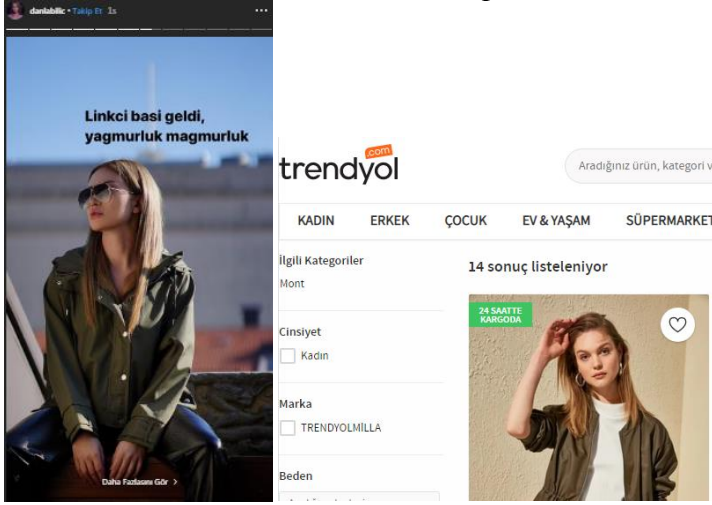 danlabilic • Takip Et 1s
Linkci basi geldi,
yagmurluk magmurluk
Daha Fazlasını Gör >
trendyol
.com
Aradığınız ürün, kategori v
KADIN ERKEK ÇOCUK EV & YAŞAM SÜPERMARKET
İlgili Kategoriler
Mont
Cinsiyet
Kadın
Marka
TRENDYOLMİLLA
Beden
14 sonuç listeleniyor
24 SAATTE
KARGODA